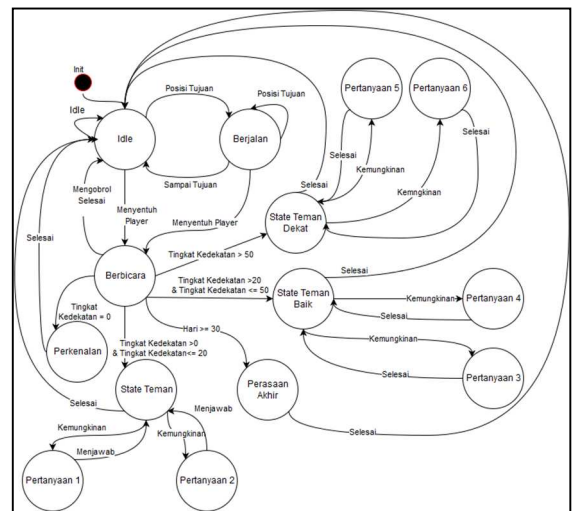 Init
Idle
Posisi Tujuan
Posisi Tujuan
Idle
Berjalan
Sampai Tujuan
Mengobrol
Selesai
Menyentuh
Player
Menyentuh Player
Pertanyaan 5
Pertanyaan 6
Selesai
Selesai
Kemungkinan
Kemngkinan
Selesai
State Teman
Dekat
Selesai
Berbicara
Tingkat Kedekatan > 50
Tingkat Kedekatan >20
& Tingkat Kedekatan <= 50
Selesai
State Teman
Baik
Kemungkinan
Selesai
Pertanyaan 4
Kemungkinan
Selesai
Pertanyaan 3
Tingkat
Kedekatan = 0
Perkenalan
Hari >= 30
Tingkat Kedekatan >0
& Tingkat Kedekatan<= 20
Perasaan
Akhir
Selesai
State Teman
Selesai
Menjawab
Kemungkinan
Kemungkinan
Menjawab
Pertanyaan 1
Pertanyaan 2